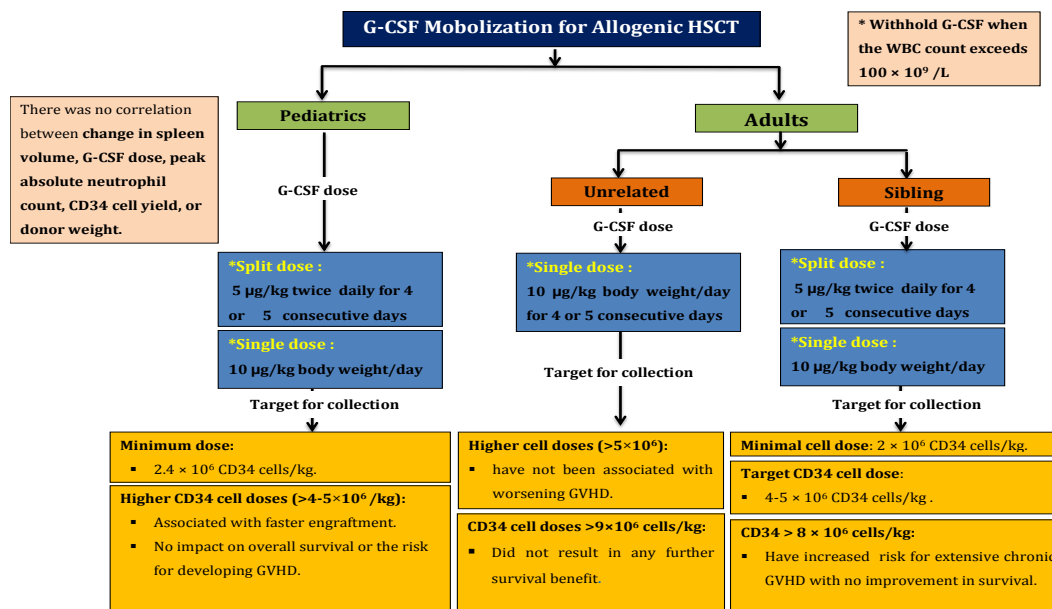 G-CSF Mobolization for Allogenic HSCT
* Withhold G-CSF when
the WBC count exceeds
100 × 10⁹ /L
There was no correlation
between change in spleen
volume, G-CSF dose, peak
absolute neutrophil
count, CD34 cell yield, or
donor weight.
Pediatrics
G-CSF dose
*Split dose :
5 µg/kg twice daily for 4
or 5 consecutive days
*Single dose :
10 µg/kg body weight/day
Target for collection
Minimum dose:
▪ 2.4 × 10⁶ CD34 cells/kg.
Higher CD34 cell doses (>4-5×10⁶ /kg):
▪ Associated with faster engraftment.
▪ No impact on overall survival or the risk
for developing GVHD.
Adults
Unrelated
G-CSF dose
*Single dose :
10 µg/kg body weight/day
for 4 or 5 consecutive days
Target for collection
Higher cell doses (>5×10⁶):
▪ have not been associated with
worsening GVHD.
CD34 cell doses >9×10⁶ cells/kg:
▪ Did not result in any further
survival benefit.
Sibling
G-CSF dose
*Split dose :
5 µg/kg twice daily for 4
or 5 consecutive days
*Single dose :
10 µg/kg body weight/day
Target for collection
Minimal cell dose: 2 × 10⁶ CD34 cells/kg.
Target CD34 cell dose:
▪ 4-5 × 10⁶ CD34 cells/kg .
CD34 > 8 × 10⁶ cells/kg:
▪ Have increased risk for extensive chronic
GVHD with no improvement in survival.